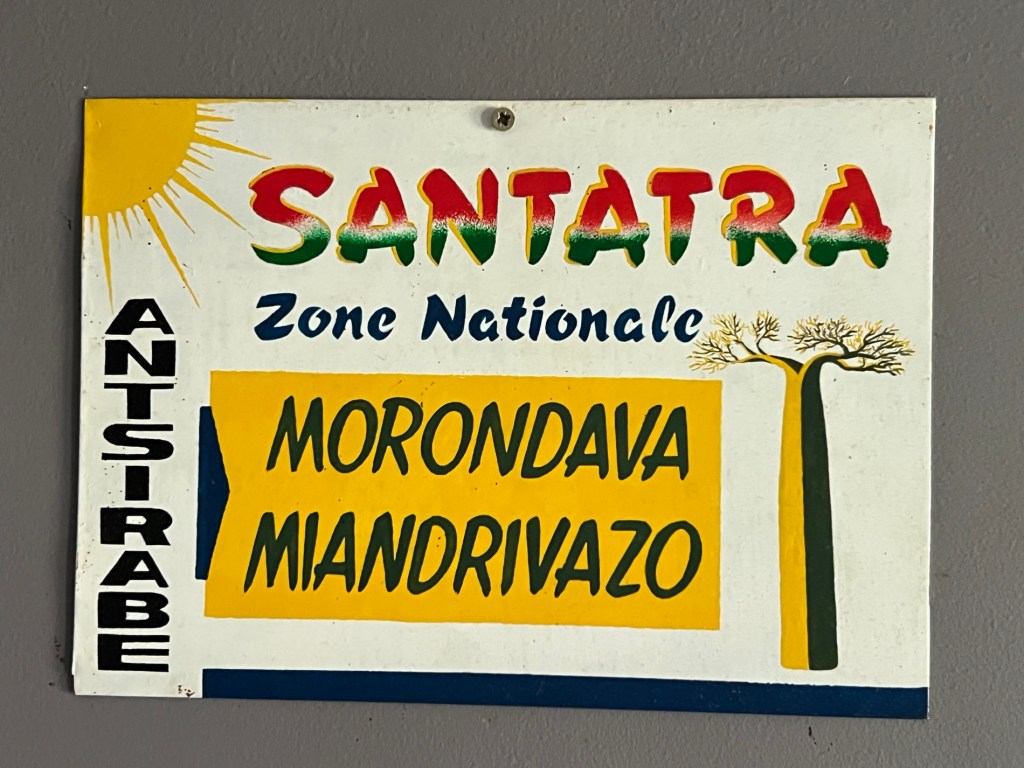 SANTATRA
Zone Nationale
ANTSIRABE
MORONDAVA
MIANDRIVAZO